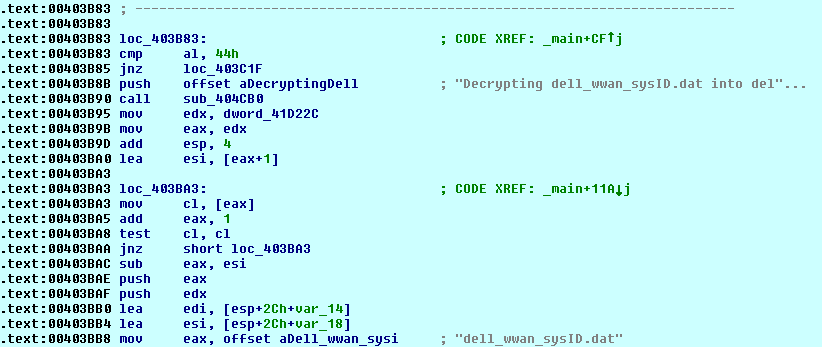 .text:00403B83 ; ---------------------------------------------------------------------------
.text:00403B83
.text:00403B83 loc_403B83: ; CODE XREF: _main+CF↑j
.text:00403B83 cmp al, 44h
.text:00403B85 jnz loc_403C1F
.text:00403B8B push offset aDecryptingDell ; "Decrypting dell_wwan_sysID.dat into del"...
.text:00403B90 call sub_404CB0
.text:00403B95 mov edx, dword_41D22C
.text:00403B9B mov eax, edx
.text:00403B9D add esp, 4
.text:00403BA0 lea esi, [eax+1]
.text:00403BA3
.text:00403BA3 loc_403BA3: ; CODE XREF: _main+11A↓j
.text:00403BA3 mov cl, [eax]
.text:00403BA5 add eax, 1
.text:00403BA8 test cl, cl
.text:00403BAA jnz short loc_403BA3
.text:00403BAC sub eax, esi
.text:00403BAE push eax
.text:00403BAF push edx
.text:00403BB0 lea edi, [esp+2Ch+var_14]
.text:00403BB4 lea esi, [esp+2Ch+var_18]
.text:00403BB8 mov eax, offset aDell_wwan_sysi ; "dell_wwan_sysID.dat"